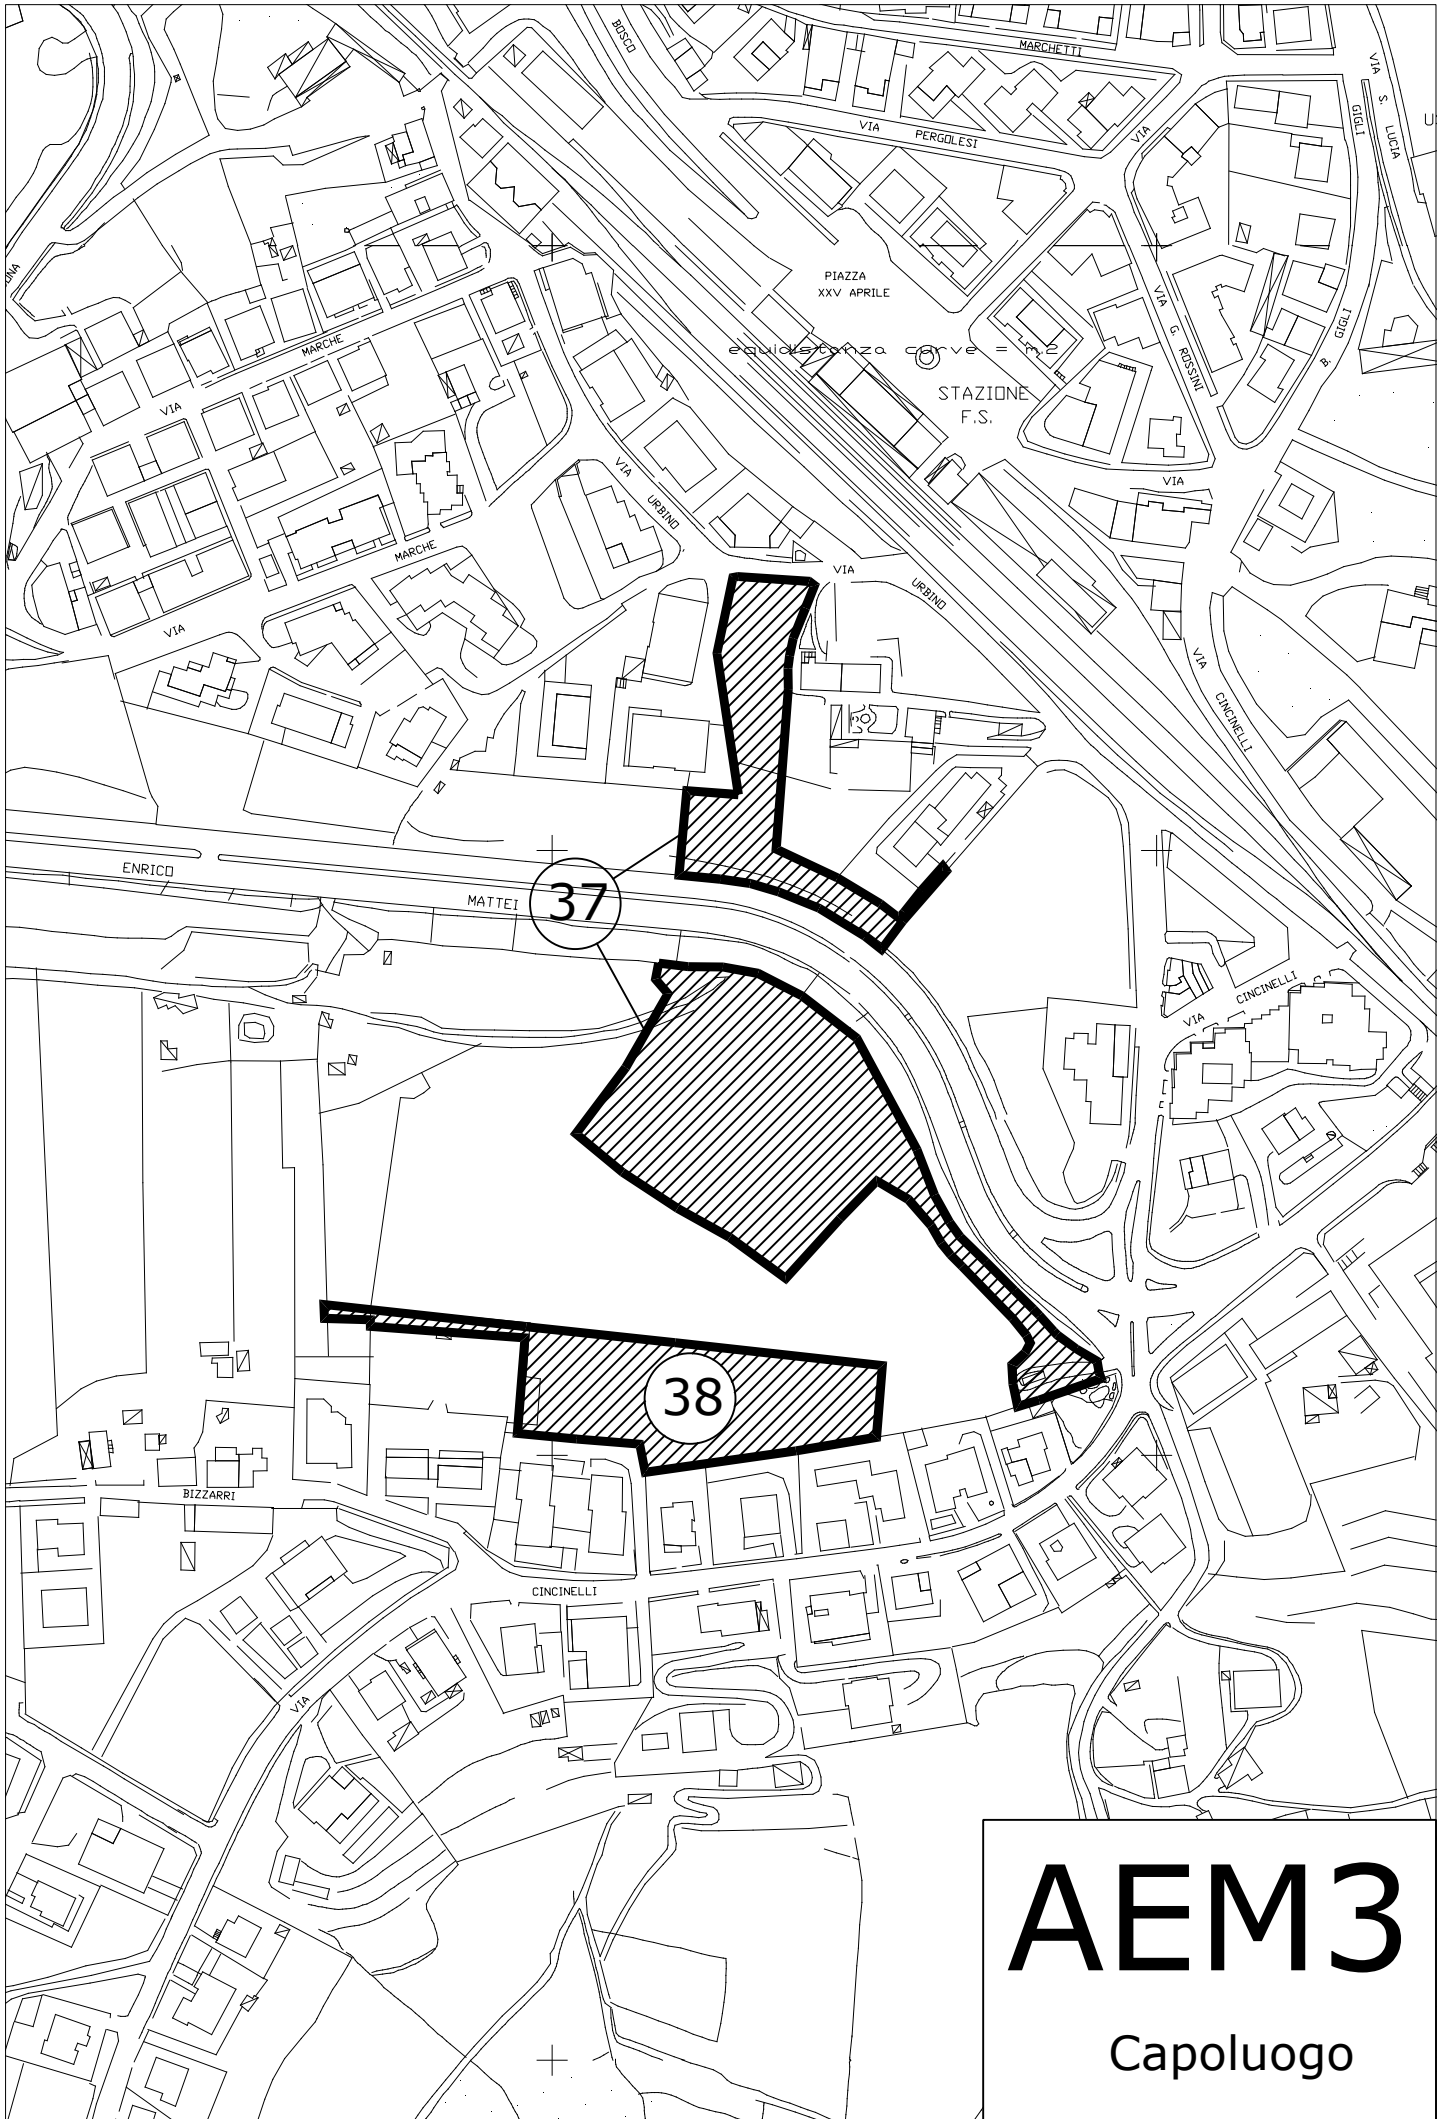 BOSCO
MARCHETTI
VIA S. LUCIA
GIGLI
VIA PERGOLESI
VIA
PIAZZA
XXV APRILE
equidistanza curve = m.2
STAZIONE
F.S.
VIA G. ROSSINI
B. GIGLI
VIA MARCHE
VIA URBINO
VIA
VIA MARCHE
VIA URBINO
VIA CINCINELLI
ENRICO MATTEI
37
VIA CINCINELLI
38
BIZZARRI
CINCINELLI
VIA
AEM3
Capoluogo